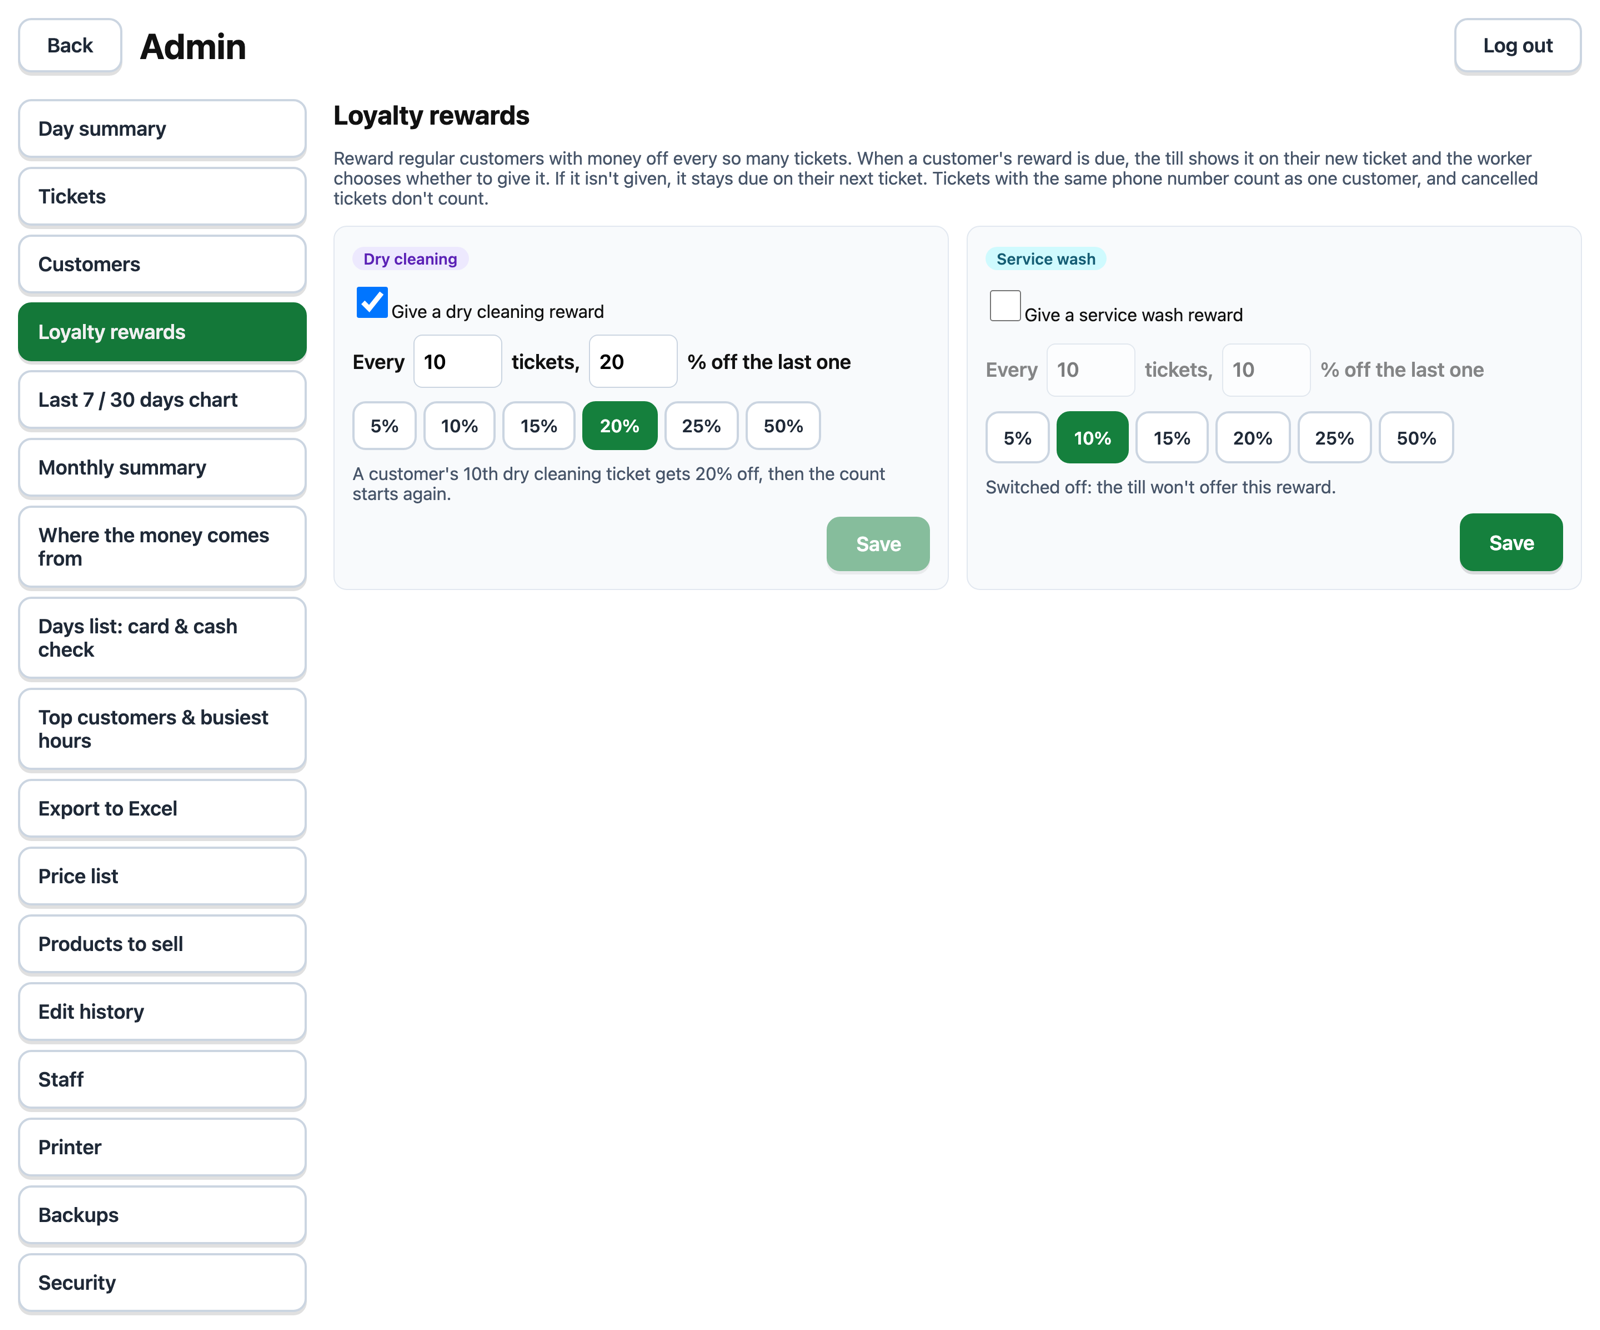 Back
Admin
Log out
Day summary
Tickets
Customers
Loyalty rewards
Last 7 / 30 days chart
Monthly summary
Where the money comes
from
Days list: card & cash
check
Top customers & busiest
hours
Export to Excel
Price list
Products to sell
Edit history
Staff
Printer
Backups
Security
Loyalty rewards
Reward regular customers with money off every so many tickets. When a customer's reward is due, the till shows it on their new ticket and the worker
chooses whether to give it. If it isn't given, it stays due on their next ticket. Tickets with the same phone number count as one customer, and cancelled
tickets don't count.
Dry cleaning
Give a dry cleaning reward
Every 10 tickets, 20 % off the last one
5% 10% 15% 20% 25% 50%
A customer's 10th dry cleaning ticket gets 20% off, then the count
starts again.
Save
Service wash
Give a service wash reward
Every 10 tickets, 10 % off the last one
5% 10% 15% 20% 25% 50%
Switched off: the till won't offer this reward.
Save